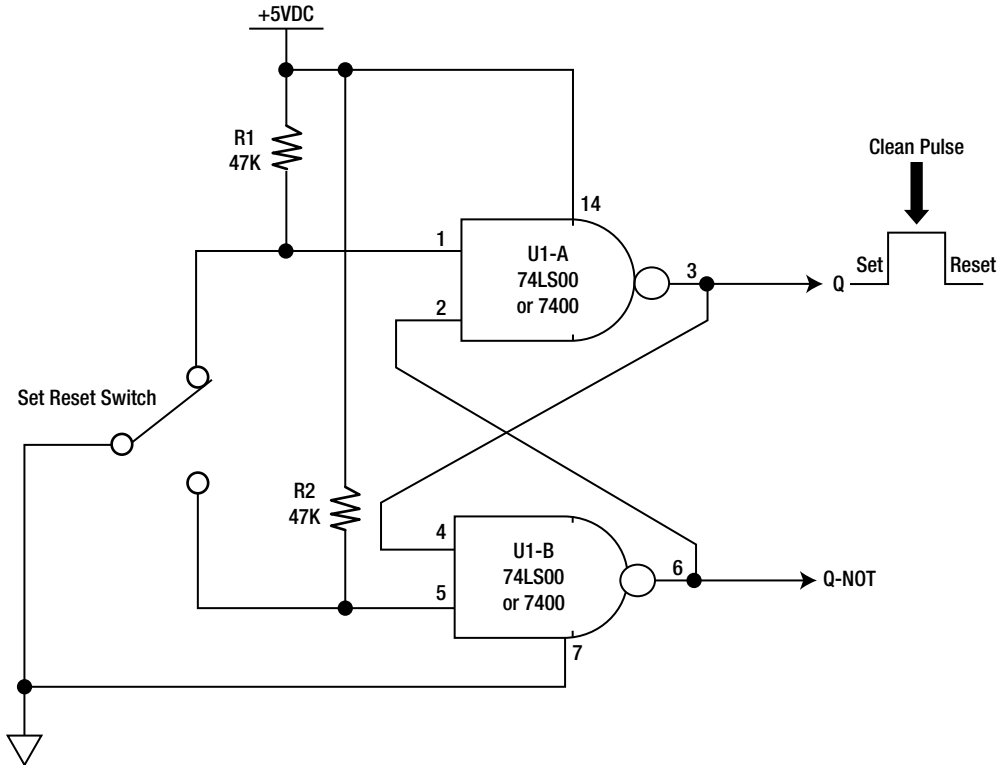 +5VDC
R1
47K
14
Clean Pulse
1
U1-A
74LS00
or 7400
2
3
Q
Set
Reset
Set Reset Switch
R2
47K
4
U1-B
74LS00
or 7400
5
6
Q-NOT
7